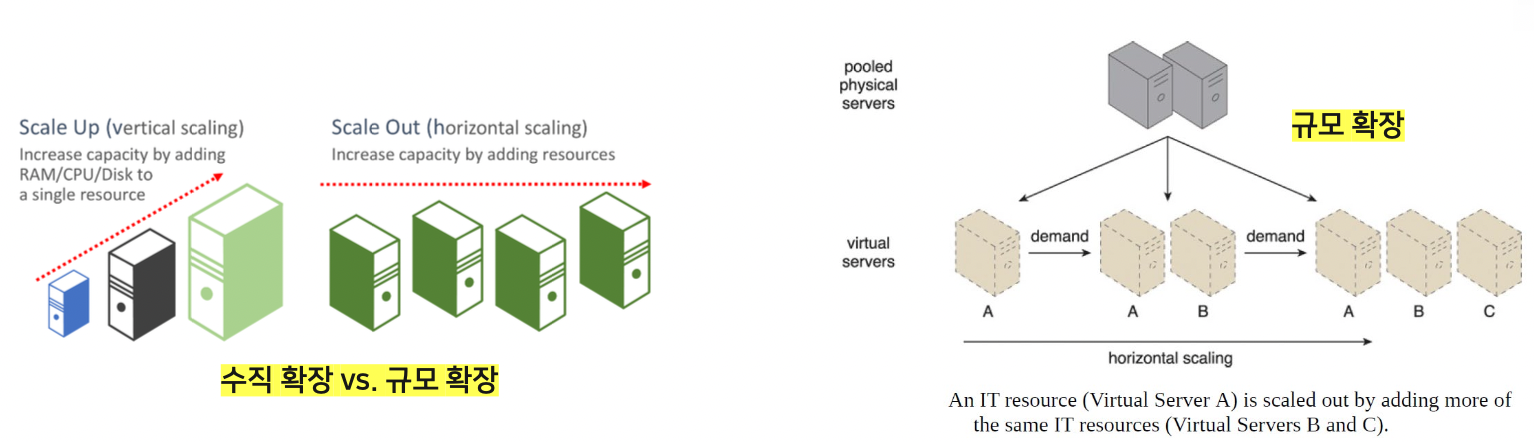 Scale Up (vertical scaling)
Increase capacity by adding
RAM/CPU/Disk to
a single resource
Scale Out (horizontal scaling)
Increase capacity by adding resources
수직 확장 vs. 규모 확장
pooled
physical
servers
규모 확장
virtual
servers
demand
demand
A
A
B
A
B
C
horizontal scaling
An IT resource (Virtual Server A) is scaled out by adding more of
the same IT resources (Virtual Servers B and C).